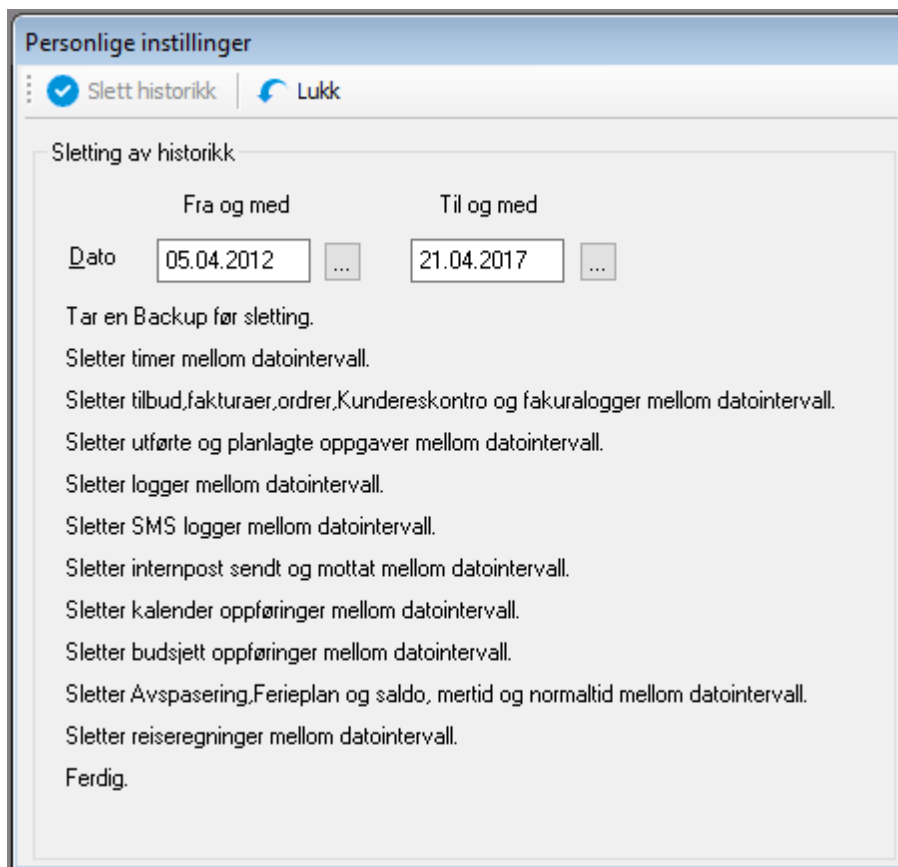 Personlige instillinger
Slett historikk Lukk
Sletting av historikk
Fra og med Til og med
Dato 05.04.2012 ... 21.04.2017 ...
Tar en Backup før sletting.
Sletter timer mellom datointervall.
Sletter tilbud,fakturaer,ordrer,Kundereskontro og fakuralogger mellom datointervall.
Sletter utførte og planlagte oppgaver mellom datointervall.
Sletter logger mellom datointervall.
Sletter SMS logger mellom datointervall.
Sletter internpost sendt og mottat mellom datointervall.
Sletter kalender oppføringer mellom datointervall.
Sletter budsjett oppføringer mellom datointervall.
Sletter Avspasering,Ferieplan og saldo, mertid og normaltid mellom datointervall.
Sletter reiseregninger mellom datointervall.
Ferdig.